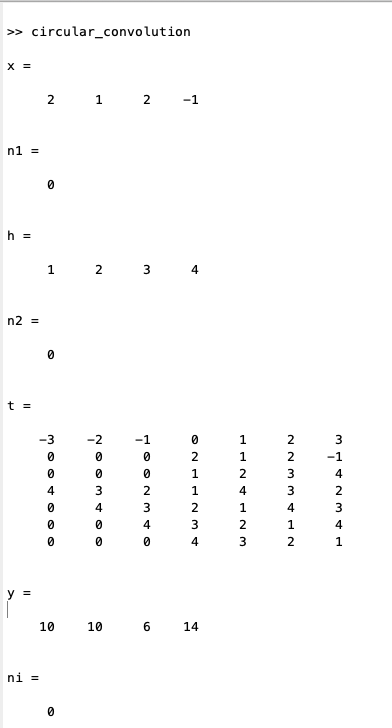 >> circular_convolution
x =
2 1 2 −1
n1 =
0
h =
1 2 3 4
n2 =
0
t =
−3 −2 −1 0 1 2 3
0 0 0 2 1 2 −1
0 0 0 1 2 3 4
4 3 2 1 4 3 2
0 4 3 2 1 4 3
0 0 4 3 2 1 4
0 0 0 4 3 2 1
y =
10 10 6 14
ni =
0